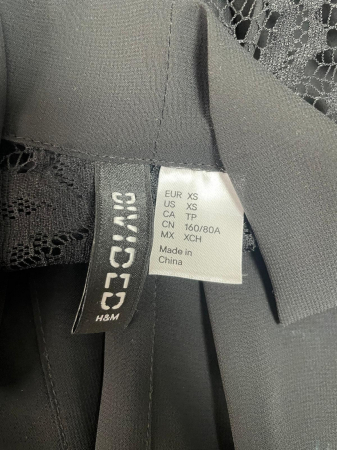 DIVIDED
H&M
EUR XS
US XS
CA TP
CN 160/80A
MX XCH
Made in
China